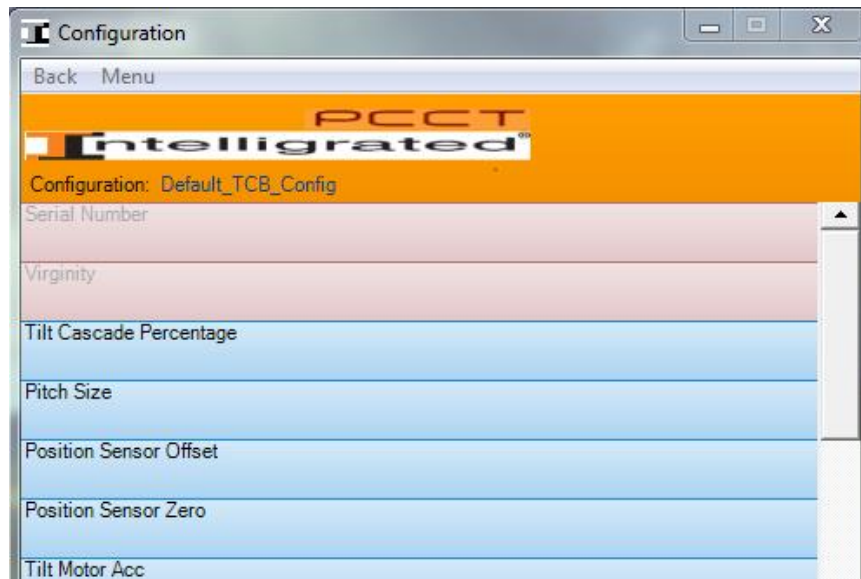 Configuration
Back Menu
PCCT
Intelligrated®
Configuration: Default_TCB_Config
Serial Number
Virginity
Tilt Cascade Percentage
Pitch Size
Position Sensor Offset
Position Sensor Zero
Tilt Motor Acc